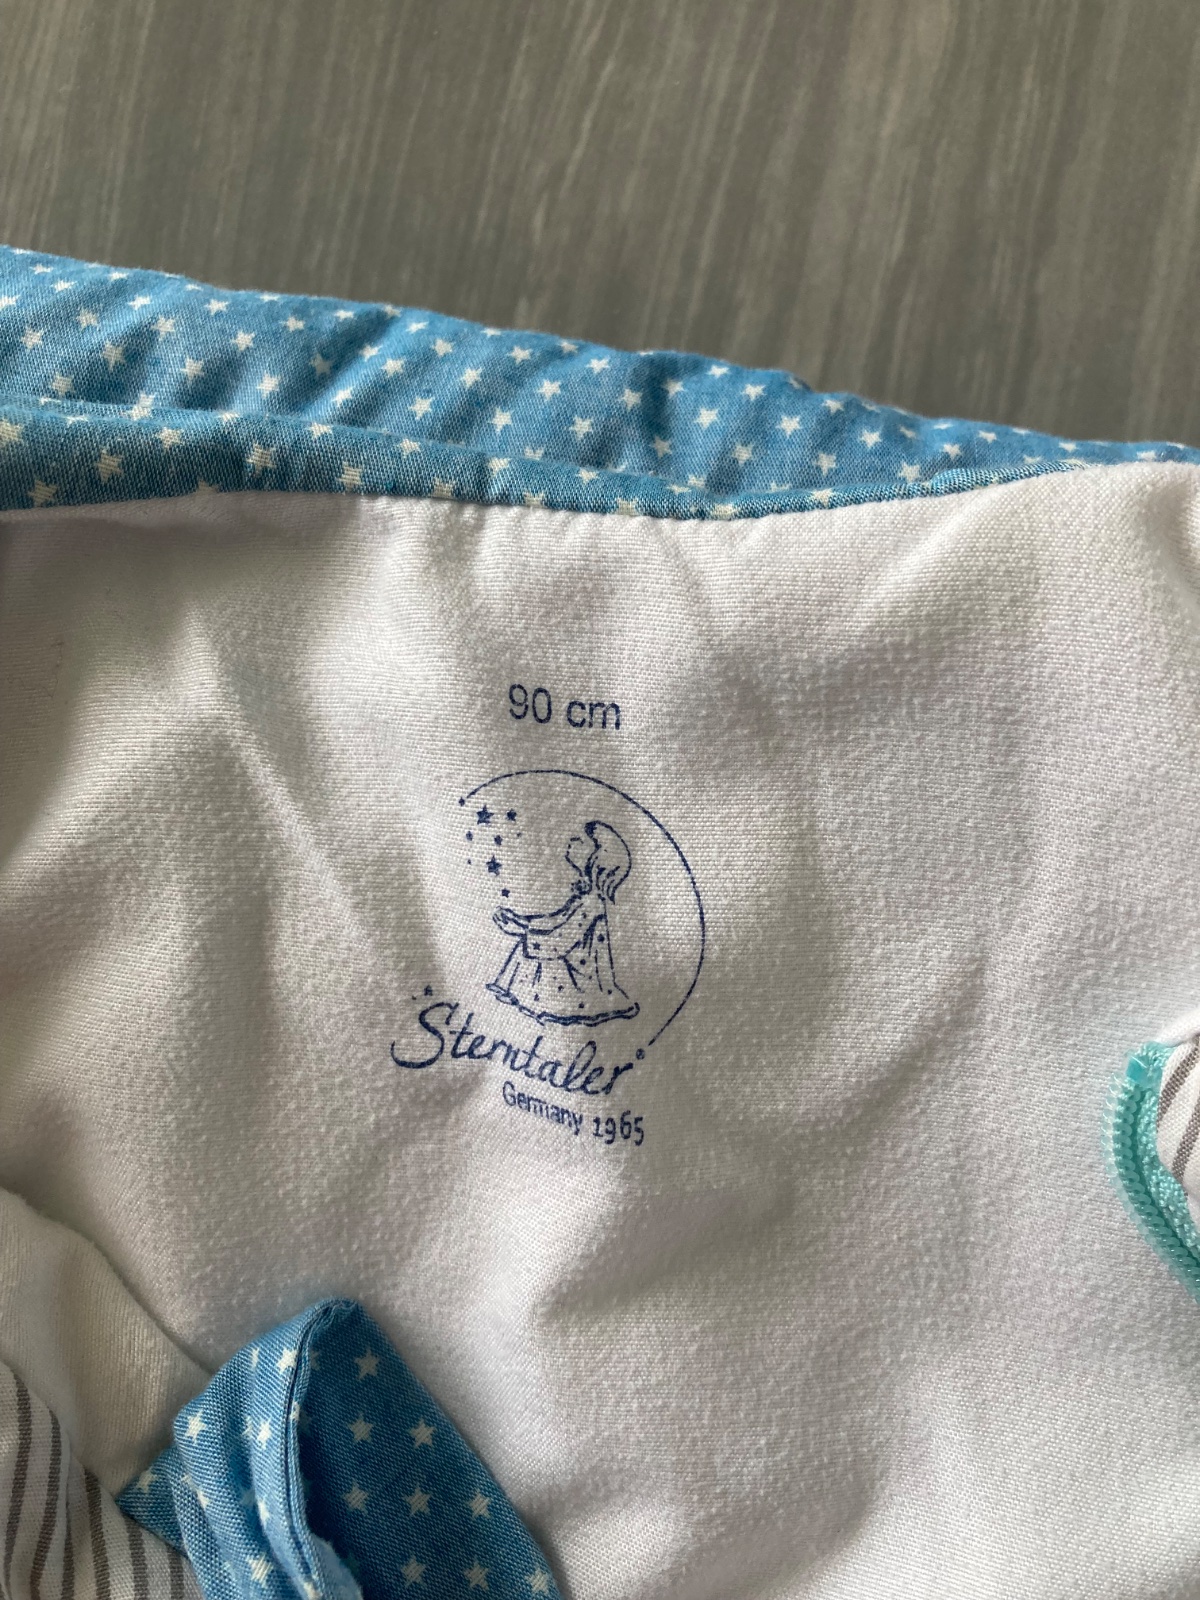 90 cm
Sterntaler
Germany 1965